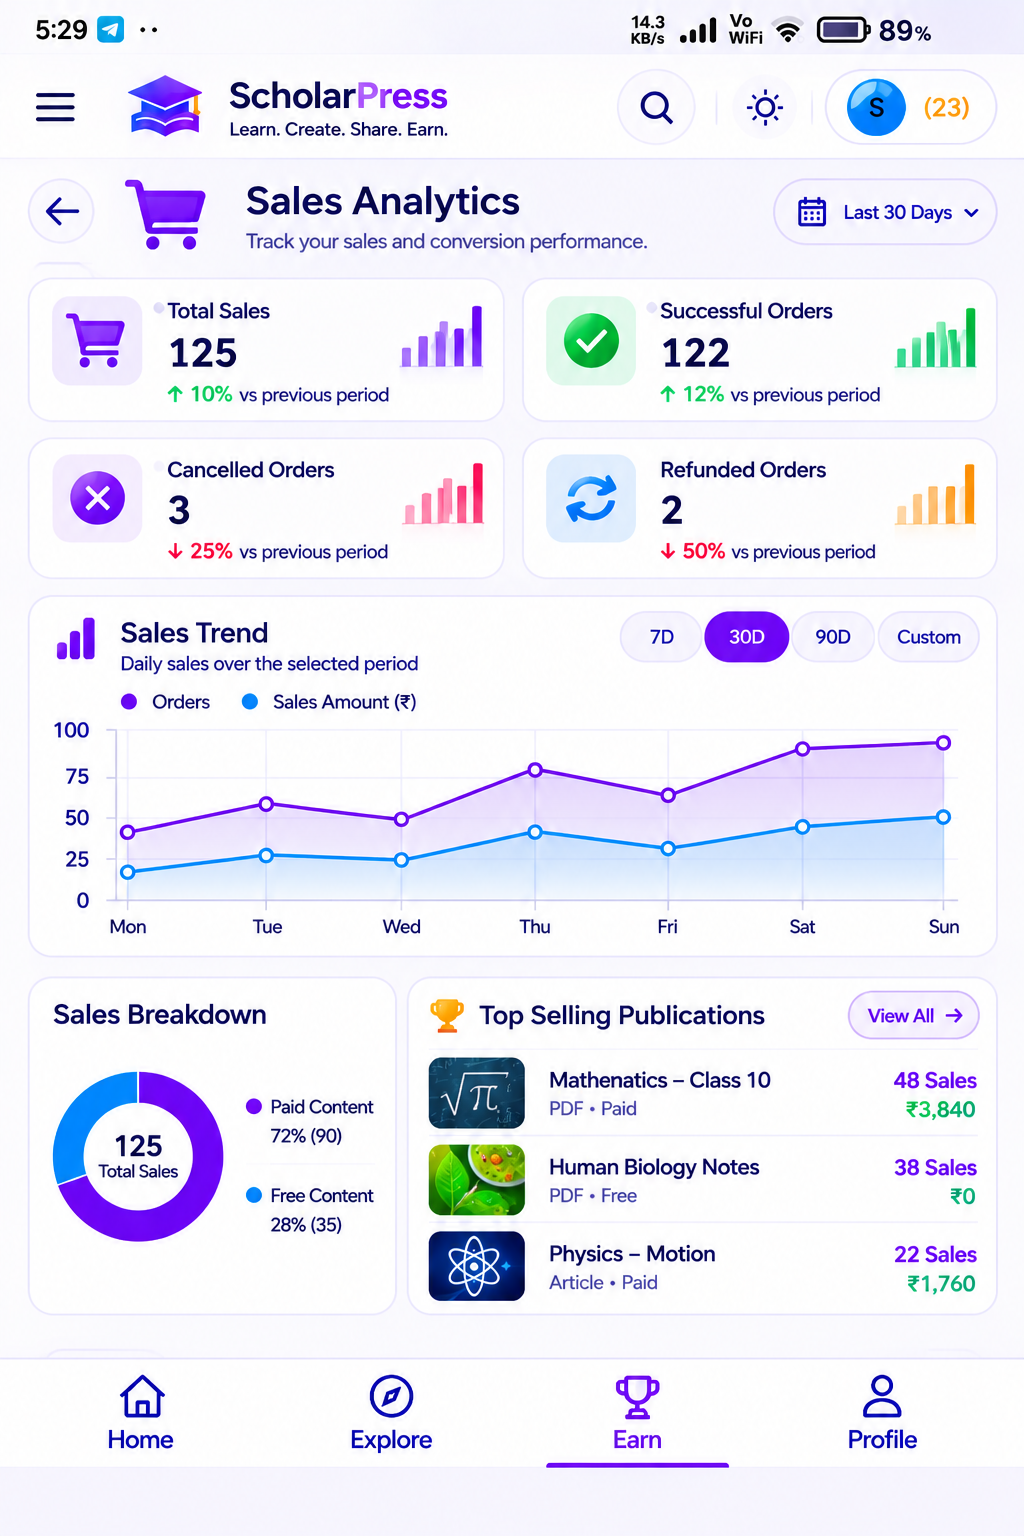 5:29
14.3 KB/s
Vo WiFi
89%
ScholarPress
Learn. Create. Share. Earn.
S
(23)
Sales Analytics
Track your sales and conversion performance.
Last 30 Days
Total Sales
125
↑ 10% vs previous period
Successful Orders
122
↑ 12% vs previous period
Cancelled Orders
3
↓ 25% vs previous period
Refunded Orders
2
↓ 50% vs previous period
Sales Trend
Daily sales over the selected period
7D
30D
90D
Custom
Orders
Sales Amount (₹)
100
75
50
25
0
Mon
Tue
Wed
Thu
Fri
Sat
Sun
Sales Breakdown
125
Total Sales
Paid Content
72% (90)
Free Content
28% (35)
Top Selling Publications
View All →
√π
Mathenatics – Class 10
PDF • Paid
48 Sales
₹3,840
Human Biology Notes
PDF • Free
38 Sales
₹0
Physics – Motion
Article • Paid
22 Sales
₹1,760
Home
Explore
Earn
Profile